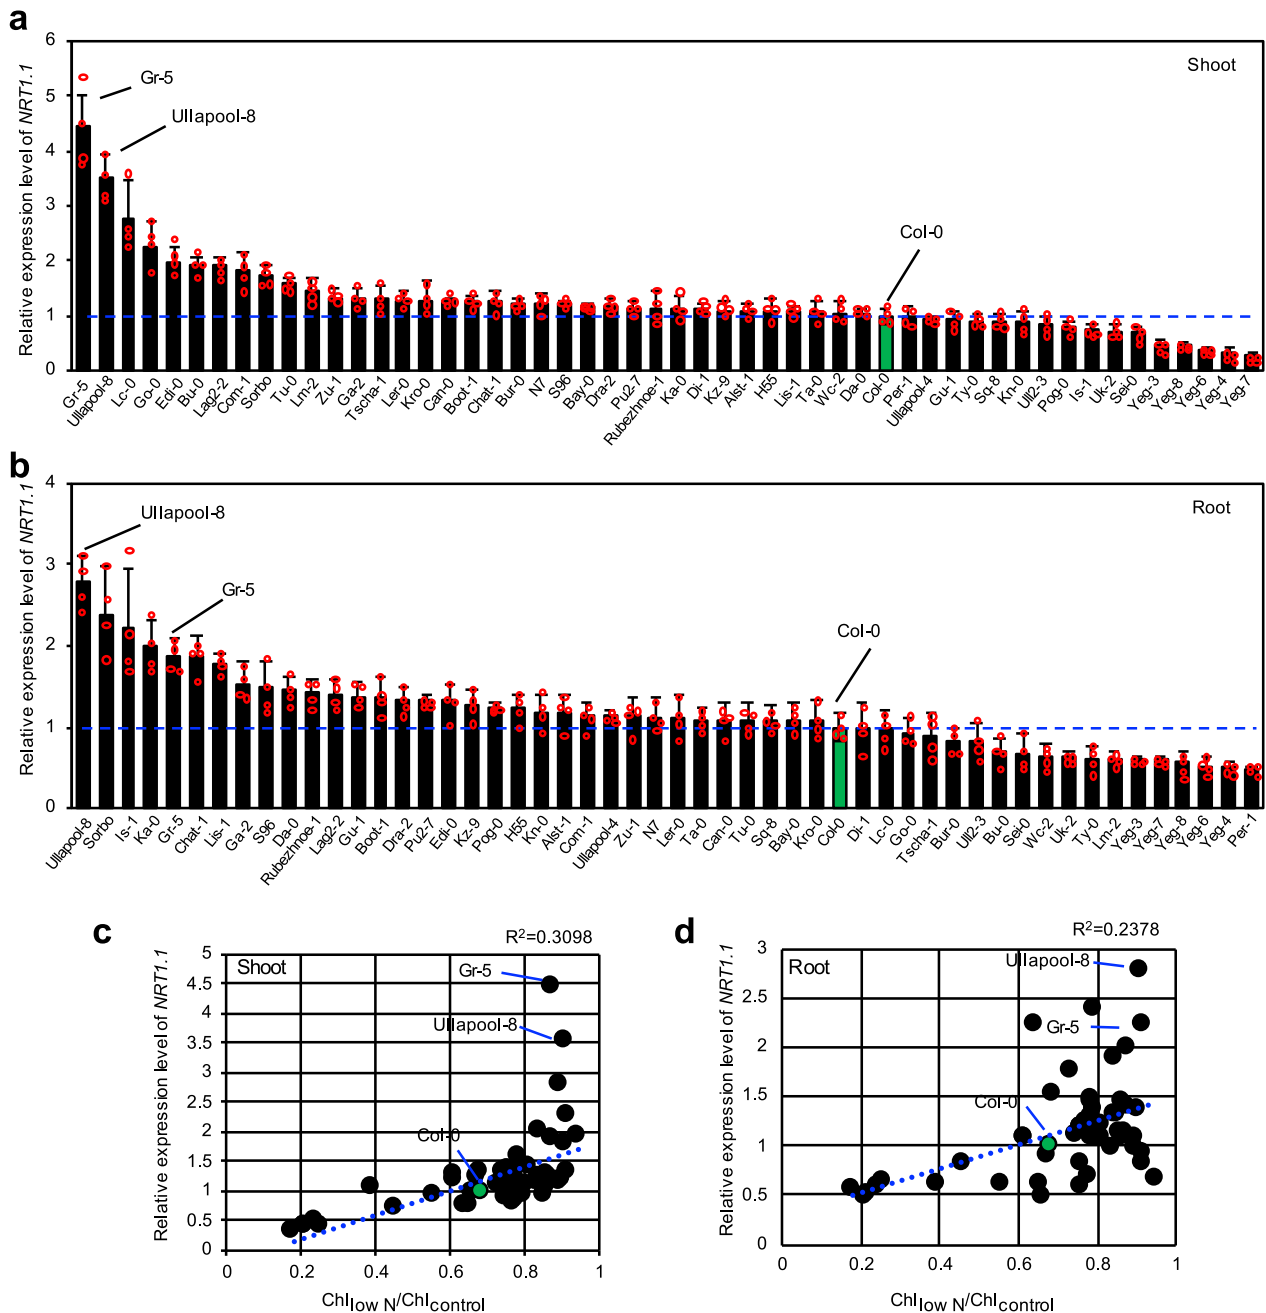 a
Relative expression level of NRT1.1
6
5
4
3
2
1
0
Shoot
Gr-5
Ullapool-8
Col-0
Gr-5
Ullapool-8
Lc-0
Go-0
Edi-0
Bu-0
Lag2-2
Com-1
Sorbo
Tu-0
Lm-2
Zu-1
Ga-2
Tscha-1
Ler-0
Kro-0
Can-0
Boot-1
Chat-1
Bur-0
N7
S96
Bay-0
Dra-2
Pu2-7
Rubezhnoe-1
Ka-0
Di-1
Kz-9
Alst-1
H55
Lis-1
Ta-0
Wc-2
Da-0
Col-0
Per-1
Ullapool-4
Gu-1
Ty-0
Sq-8
Kn-0
Ull2-3
Pog-0
Is-1
Uk-2
Sei-0
Yeg-3
Yeg-8
Yeg-6
Yeg-4
Yeg-7
b
Relative expression level of NRT1.1
4
3
2
1
0
Root
Ullapool-8
Gr-5
Col-0
Ullapool-8
Sorbo
Is-1
Ka-0
Gr-5
Chat-1
Lis-1
Ga-2
S96
Da-0
Rubezhnoe-1
Lag2-2
Gu-1
Boot-1
Dra-2
Pu2-7
Edi-0
Kz-9
Pog-0
H55
Kn-0
Alst-1
Com-1
Ullapool-4
Zu-1
N7
Ler-0
Ta-0
Can-0
Tu-0
Sq-8
Bay-0
Kro-0
Col-0
Di-1
Lc-0
Go-0
Tscha-1
Bur-0
Ull2-3
Bu-0
Sei-0
Wc-2
Uk-2
Ty-0
Lm-2
Yeg-3
Yeg-7
Yeg-8
Yeg-6
Yeg-4
Per-1
c
R2=0.3098
Relative expression level of NRT1.1
5
4.5
4
3.5
3
2.5
2
1.5
1
0.5
0
Shoot
Gr-5
Ullapool-8
Col-0
0
0.2
0.4
0.6
0.8
1
Chllow N/Chlcontrol
d
R2=0.2378
Relative expression level of NRT1.1
3
2.5
2
1.5
1
0.5
0
Root
Ullapool-8
Gr-5
Col-0
0
0.2
0.4
0.6
0.8
1
Chllow N/Chlcontrol